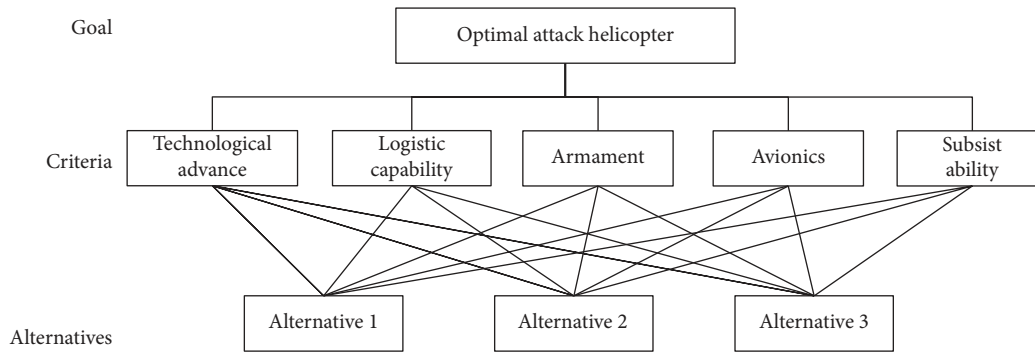 Goal
Optimal attack helicopter
Criteria
Technological
advance
Logistic
capability
Armament
Avionics
Subsist
ability
Alternatives
Alternative 1
Alternative 2
Alternative 3